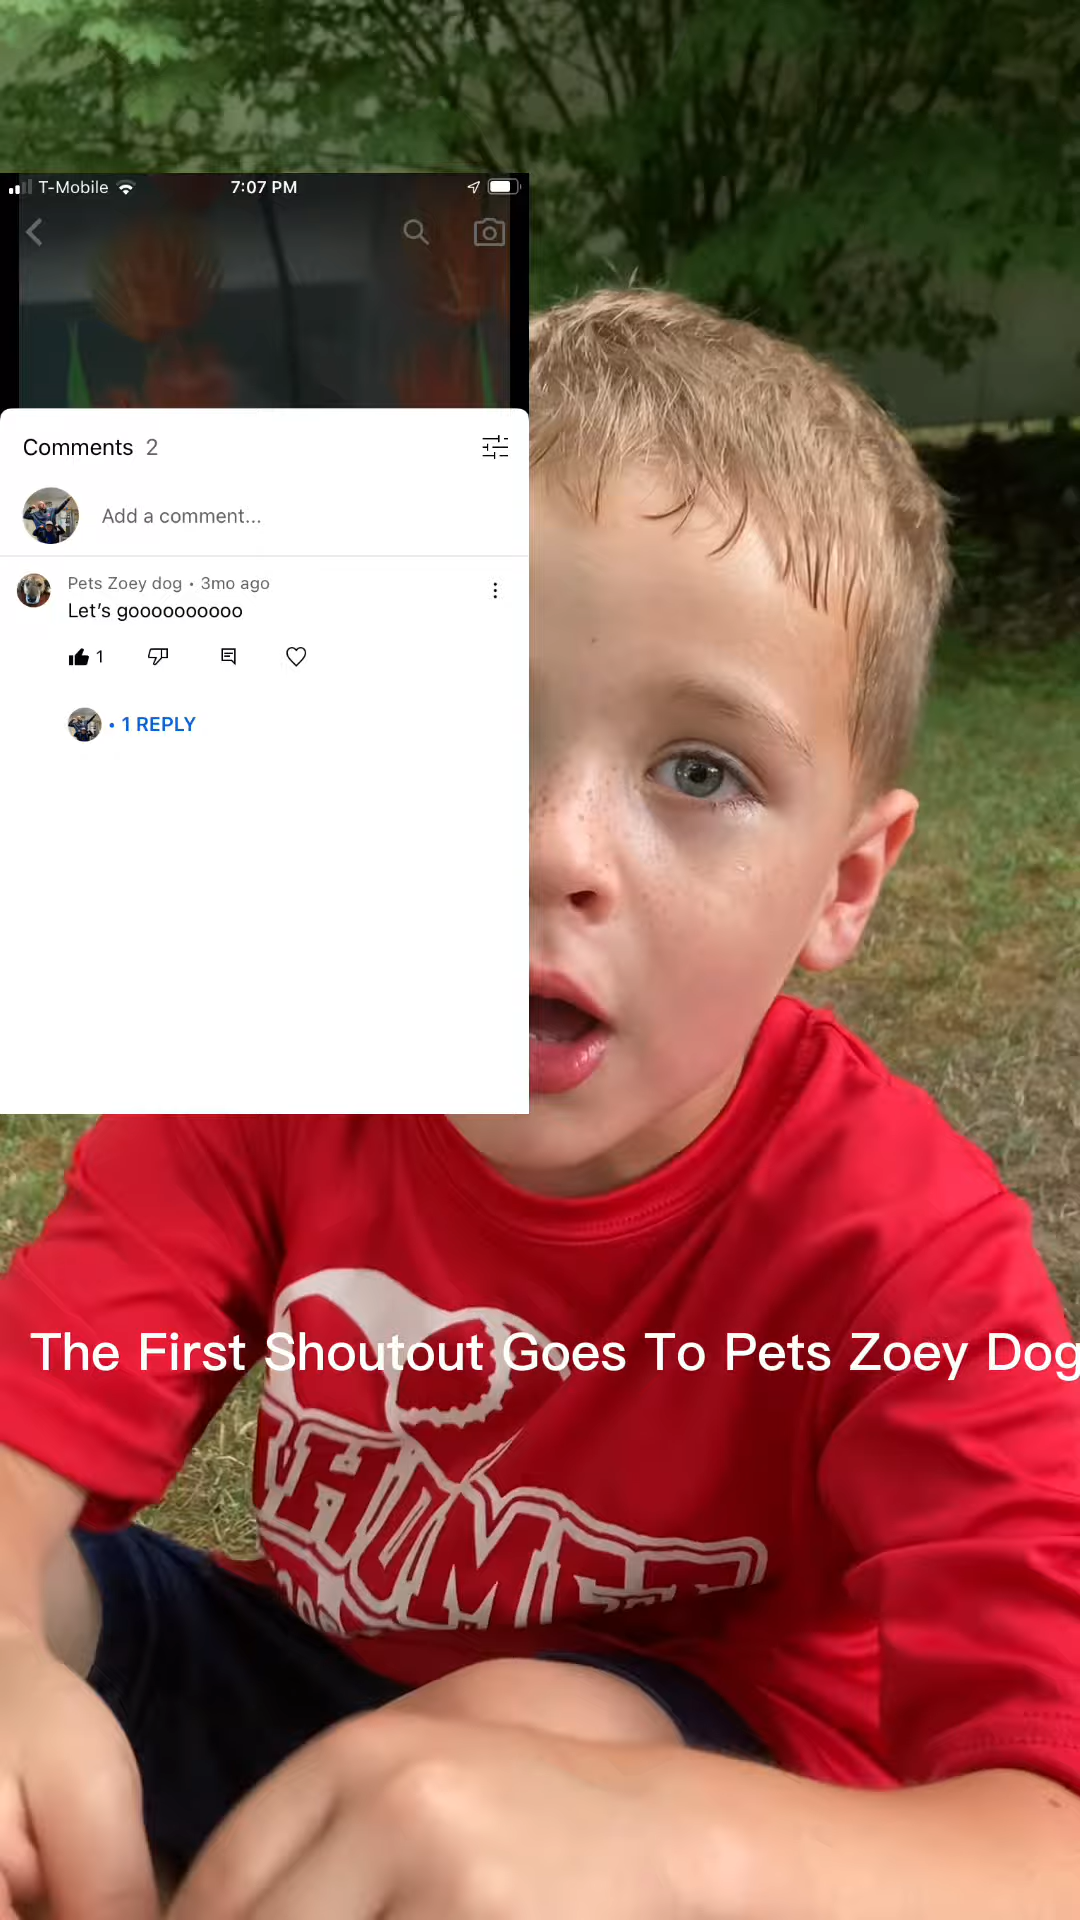 T-Mobile 7:07 PM
Comments 2
Add a comment...
Pets Zoey dog • 3mo ago
Let's goooooooooo
1
• 1 REPLY
The First Shoutout Goes To Pets Zoey Dog